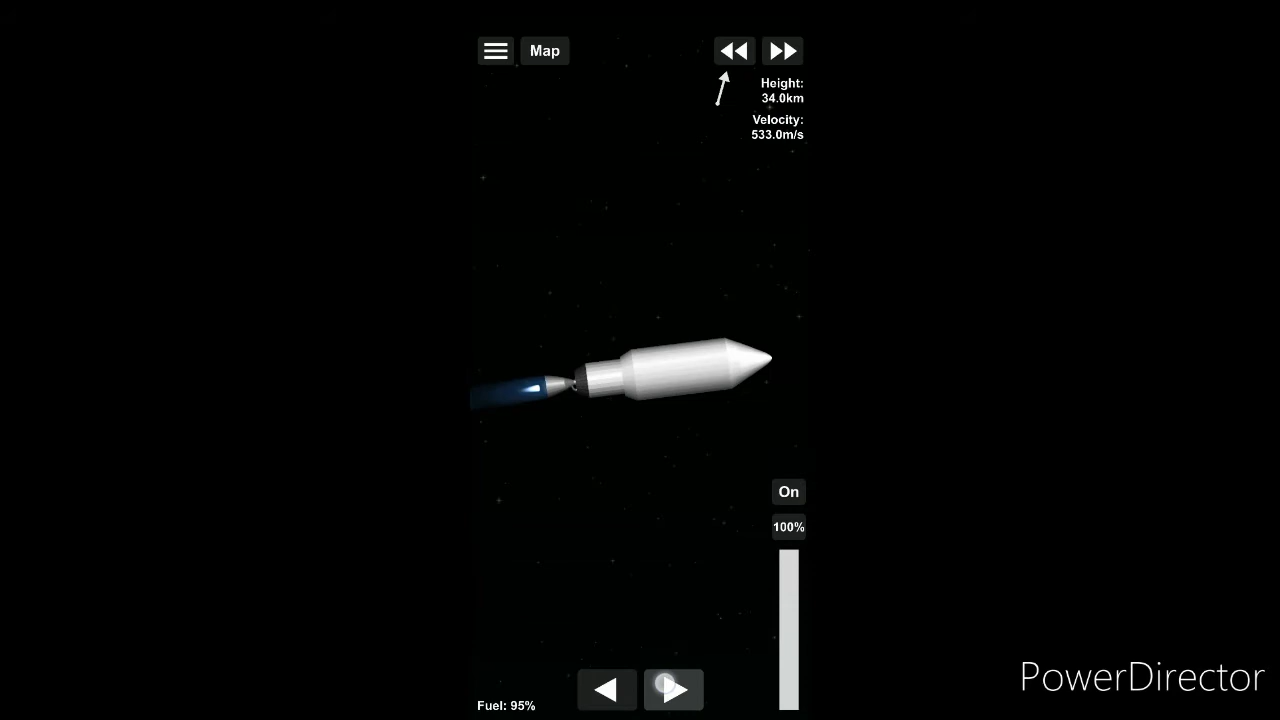 Map
Height:
34.0km
Velocity:
533.0m/s
On
100%
Fuel: 95%
PowerDirector